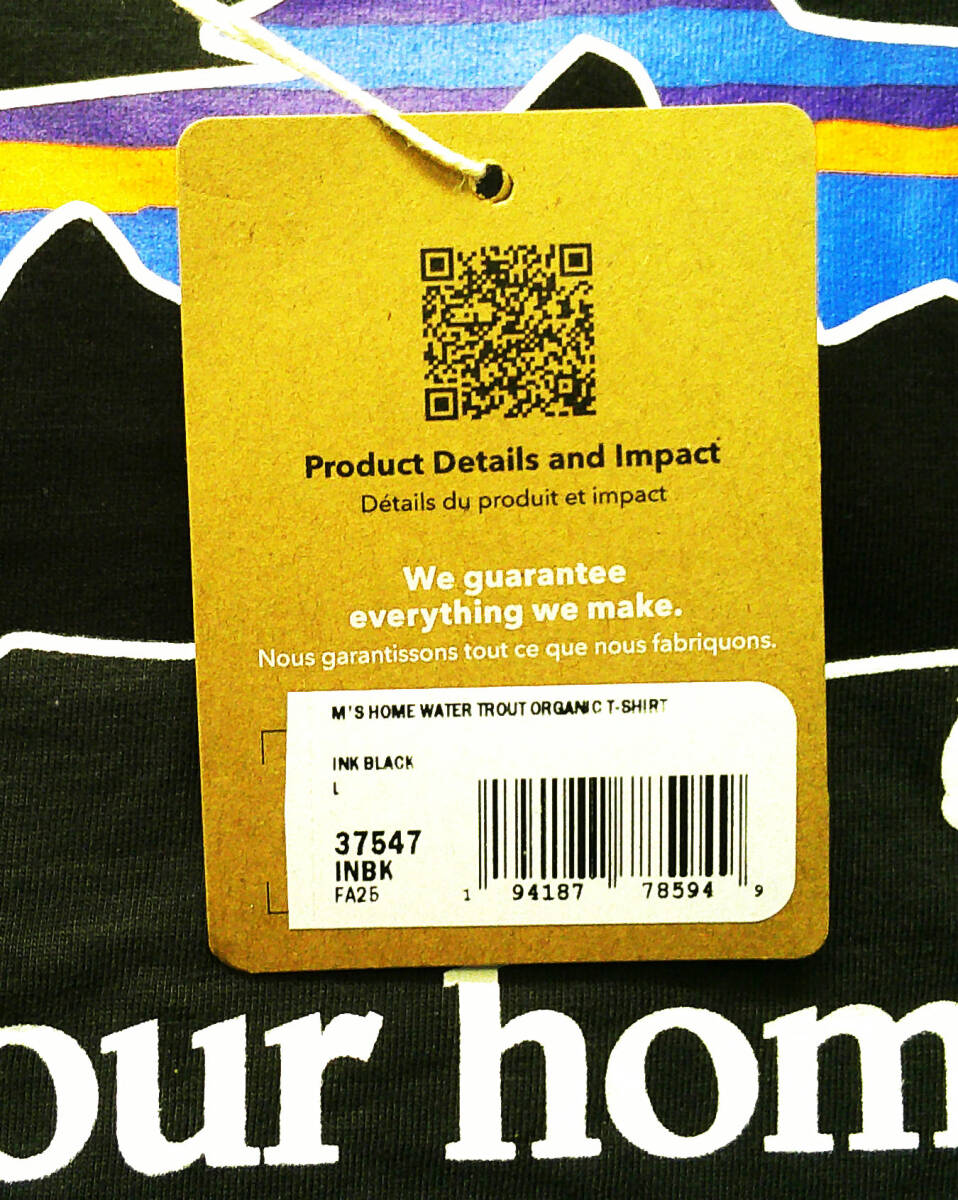 Product Details and Impact
Détails du produit et impact
We guarantee
everything we make.
Nous garantissons tout ce que nous fabriquons.
M'S HOME WATER TROUT ORGANIC T-SHIRT
INK BLACK
L
37547
INBK
FA25
1 94187 78594 9
our hom